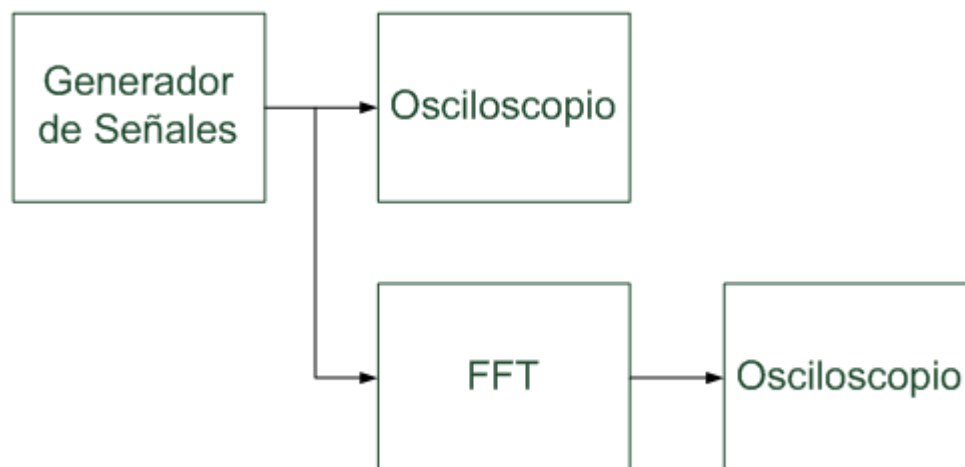 Generador
de Señales
Osciloscopio
FFT
Osciloscopio